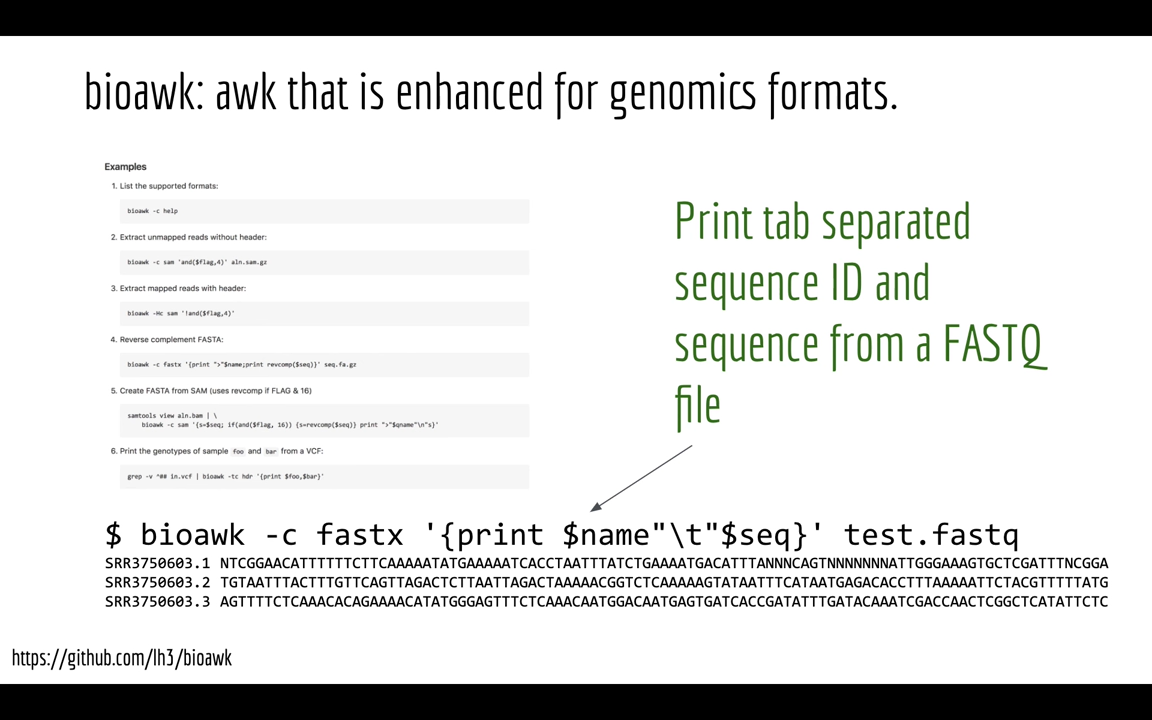 bioawk: awk that is enhanced for genomics formats.
Examples
1. List the supported formats:
bioawk -c help
2. Extract unmapped reads without header:
bioawk -c sam 'and($flag,4)' aln.sam.gz
3. Extract mapped reads with header:
bioawk -Hc sam '!and($flag,4)'
4. Reverse complement FASTA:
bioawk -c fastx '{print ">"$name;print revcomp($seq)}' seq.fa.gz
5. Create FASTA from SAM (uses revcomp if FLAG & 16)
samtools view aln.bam | \
bioawk -c sam '{s=$seq; if(and($flag, 16)) {s=revcomp($seq)} print ">"$qname"\n"s}'
6. Print the genotypes of sample foo and bar from a VCF:
grep -v ^## in.vcf | bioawk -tc hdr '{print $foo,$bar}'
Print tab separated
sequence ID and
sequence from a FASTQ
file
$ bioawk -c fastx '{print $name"\t"$seq}' test.fastq
SRR3750603.1 NTCGGAACATTTTTTCTTCAAAAATATGAAAAATCACCTAATTTATCTGAAAATGACATTTANNNCAGTNNNNNNNNATTGGGAAAGTGCTCGATTTNCGGA
SRR3750603.2 TGTAATTTACTTTGTTCAGTTAGACTCTTAATTAGACTAAAAACGGTCTCAAAAAGTATAATTTCATAATGAGACACCTTTAAAAATTCTACGTTTTTATG
SRR3750603.3 AGTTTTCTCAAACACAGAAAACATATGGGAGTTTCTCAAACAATGGACAATGAGTGATCACCGATATTTGATACAAATCGACCAACTCGGCTCATATTCTC
https://github.com/lh3/bioawk